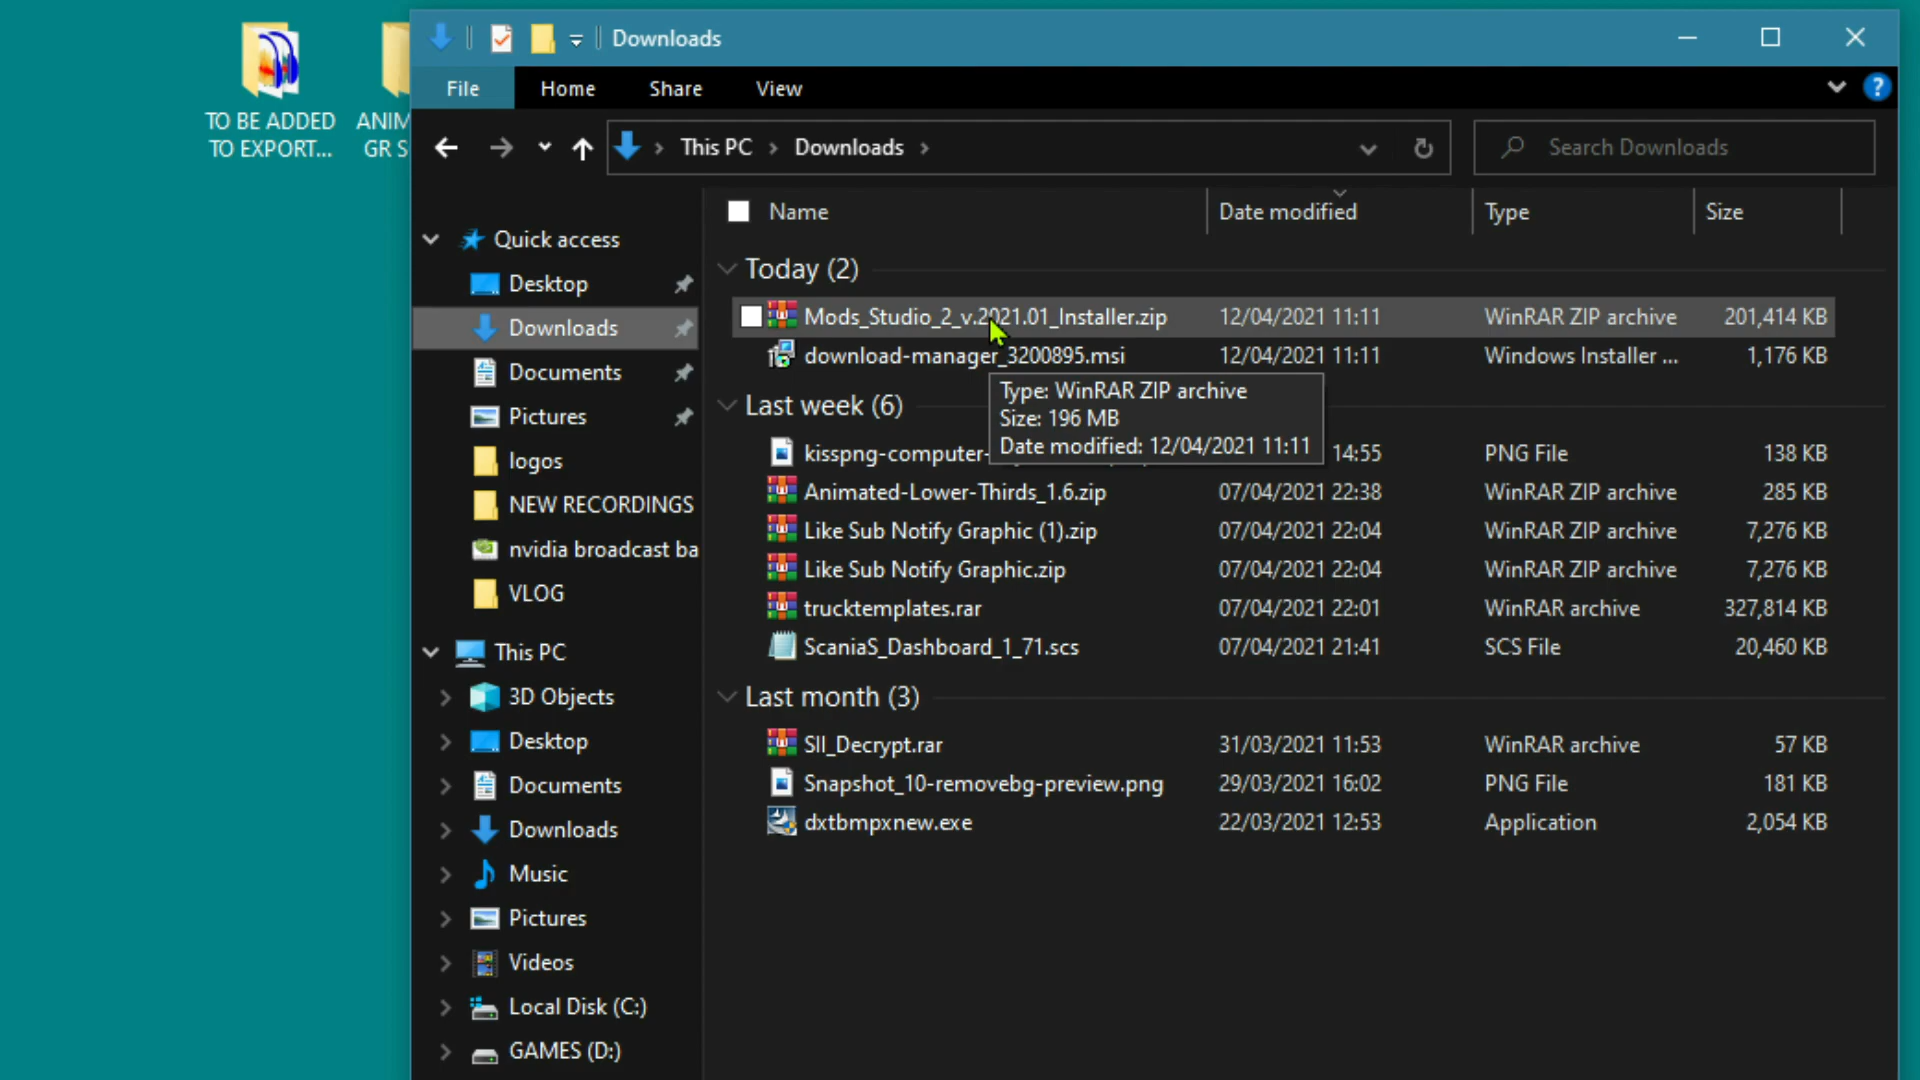 TO BE ADDED
TO EXPORT...
ANIM
GR S
Downloads
File Home Share View
?
This PC Downloads
Search Downloads
Name Date modified Type Size
Quick access
Desktop
Downloads
Documents
Pictures
logos
NEW RECORDINGS
nvidia broadcast ba
VLOG
This PC
3D Objects
Desktop
Documents
Downloads
Music
Pictures
Videos
Local Disk (C:)
GAMES (D:)
Today (2)
Mods_Studio_2_v.2021.01_Installer.zip 12/04/2021 11:11 WinRAR ZIP archive 201,414 KB
download-manager_3200895.msi 12/04/2021 11:11 Windows Installer ... 1,176 KB
Type: WinRAR ZIP archive
Size: 196 MB
Date modified: 12/04/2021 11:11
Last week (6)
kisspng-computer- 14:55 PNG File 138 KB
Animated-Lower-Thirds_1.6.zip 07/04/2021 22:38 WinRAR ZIP archive 285 KB
Like Sub Notify Graphic (1).zip 07/04/2021 22:04 WinRAR ZIP archive 7,276 KB
Like Sub Notify Graphic.zip 07/04/2021 22:04 WinRAR ZIP archive 7,276 KB
trucktemplates.rar 07/04/2021 22:01 WinRAR archive 327,814 KB
ScaniaS_Dashboard_1_71.scs 07/04/2021 21:41 SCS File 20,460 KB
Last month (3)
SII_Decrypt.rar 31/03/2021 11:53 WinRAR archive 57 KB
Snapshot_10-removebg-preview.png 29/03/2021 16:02 PNG File 181 KB
dxtbmpxnew.exe 22/03/2021 12:53 Application 2,054 KB